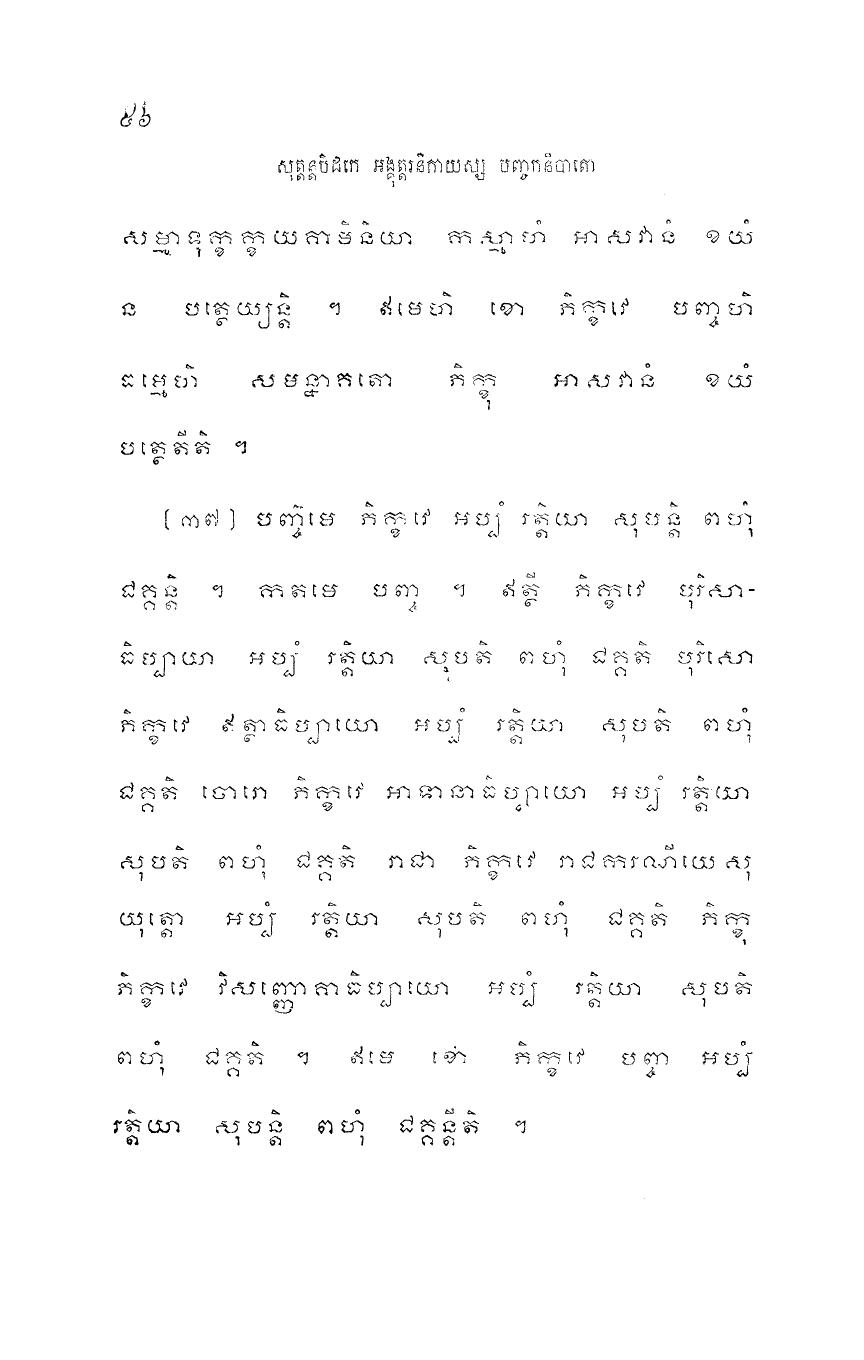 ៥៦
សុត្តន្តបិដកេ អង្គុត្តរនិកាយស្ស បញ្ចកនិបាតោ
សម្មាទុក្ខក្ខយគាមិនិយា កស្មាហំ អាសវានំ ខយំ
ន បត្ថេយ្យន្តិ ។ ឥមេហិ ខោ ភិក្ខវេ បញ្ចហិ
ធម្មេហិ សមន្នាគតោ ភិក្ខុ អាសវានំ ខយំ
បត្ថេតីតិ ។
[៣៧] បញ្ចិមេ ភិក្ខវេ អប្បំ រត្តិយា សុបន្តិ ពហុំ
ជគ្គន្តិ ។ កតមេ បញ្ច ។ ឥត្ថី ភិក្ខវេ បុរិសា-
ធិប្បាយា អប្បំ រត្តិយា សុបតិ ពហុំ ជគ្គតិ បុរិសោ
ភិក្ខវេ ឥត្ថាធិប្បាយោ អប្បំ រត្តិយា សុបតិ ពហុំ
ជគ្គតិ ចោរោ ភិក្ខវេ អាទានាធិប្បាយោ អប្បំ រត្តិយា
សុបតិ ពហុំ ជគ្គតិ រាជា ភិក្ខវេ រាជករណីយេសុ
យុត្តោ អប្បំ រត្តិយា សុបតិ ពហុំ ជគ្គតិ ភិក្ខុ
ភិក្ខវេ វិសញ្ញោគាធិប្បាយោ អប្បំ រត្តិយា សុបតិ
ពហុំ ជគ្គតិ ។ ឥមេ ខោ ភិក្ខវេ បញ្ច អប្បំ
រត្តិយា សុបន្តិ ពហុំ ជគ្គន្តីតិ ។